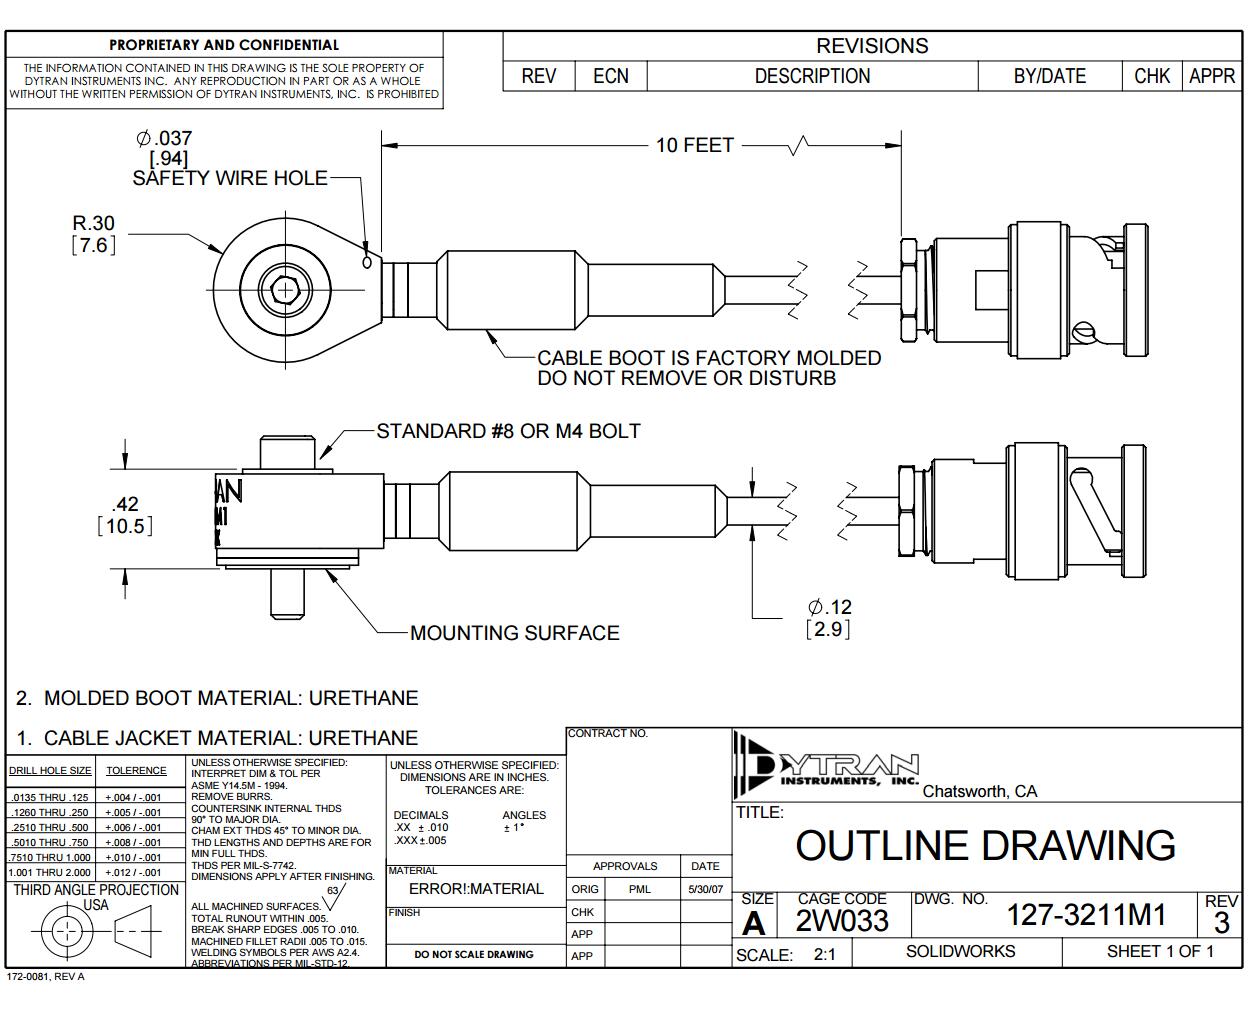 PROPRIETARY AND CONFIDENTIAL
THE INFORMATION CONTAINED IN THIS DRAWING IS THE SOLE PROPERTY OF
DYTRAN INSTRUMENTS INC. ANY REPRODUCTION IN PART OR AS A WHOLE
WITHOUT THE WRITTEN PERMISSION OF DYTRAN INSTRUMENTS, INC. IS PROHIBITED
REVISIONS
REV ECN DESCRIPTION BY/DATE CHK APPR
∅.037
[.94]
SAFETY WIRE HOLE
10 FEET
R.30
[7.6]
CABLE BOOT IS FACTORY MOLDED
DO NOT REMOVE OR DISTURB
STANDARD #8 OR M4 BOLT
AN
M1
.42
[10.5]
∅.12
[2.9]
MOUNTING SURFACE
2. MOLDED BOOT MATERIAL: URETHANE
1. CABLE JACKET MATERIAL: URETHANE
DRILL HOLE SIZE TOLERENCE
.0135 THRU .125 +.004 / -.001
.1260 THRU .250 +.005 / -.001
.2510 THRU .500 +.006 / -.001
.5010 THRU .750 +.008 / -.001
.7510 THRU 1.000 +.010 / -.001
1.001 THRU 2.000 +.012 / -.001
THIRD ANGLE PROJECTION
USA
UNLESS OTHERWISE SPECIFIED:
INTERPRET DIM & TOL PER
ASME Y14.5M - 1994.
REMOVE BURRS.
COUNTERSINK INTERNAL THDS
90° TO MAJOR DIA.
CHAM EXT THDS 45° TO MINOR DIA.
THD LENGTHS AND DEPTHS ARE FOR
MIN FULL THDS.
THDS PER MIL-S-7742.
DIMENSIONS APPLY AFTER FINISHING.
63
ALL MACHINED SURFACES.
TOTAL RUNOUT WITHIN .005.
BREAK SHARP EDGES .005 TO .010.
MACHINED FILLET RADII .005 TO .015.
WELDING SYMBOLS PER AWS A2.4.
ABBREVIATIONS PER MIL-STD-12.
UNLESS OTHERWISE SPECIFIED:
DIMENSIONS ARE IN INCHES.
TOLERANCES ARE:
DECIMALS ANGLES
.XX ± .010 ± 1°
.XXX ±.005
MATERIAL
ERROR!:MATERIAL
FINISH
DO NOT SCALE DRAWING
CONTRACT NO.
APPROVALS DATE
ORIG PML 5/30/07
CHK
APP
APP
DYTRAN
INSTRUMENTS, INC.
Chatsworth, CA
TITLE:
OUTLINE DRAWING
SIZE CAGE CODE DWG. NO. REV
A 2W033 127-3211M1 3
SCALE: 2:1 SOLIDWORKS SHEET 1 OF 1
172-0081, REV A